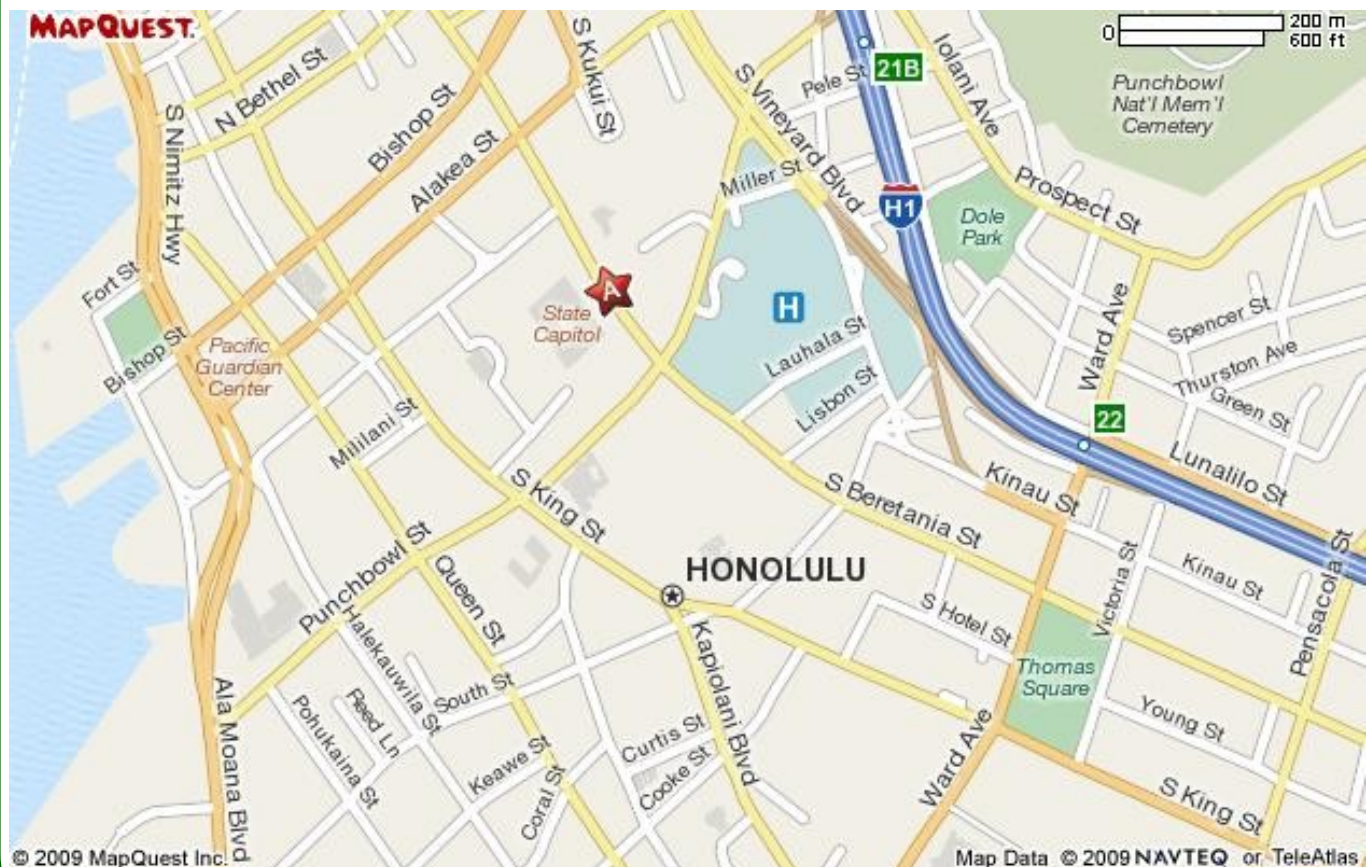 MAPQUEST.
0
200 m
600 ft
S Nimitz Hwy
N Bethel St
Bishop St
Alakea St
S Kukui St
S Vineyard Blvd
Pele St
21B
Iolani Ave
Punchbowl
Nat'l Mem'l
Cemetery
Miller St
H1
Dole
Park
Prospect St
Fort St
Bishop St
Pacific
Guardian
Center
A
State
Capitol
H
Lauhala St
Lisbon St
Ward Ave
Spencer St
Thurston Ave
Green St
22
Lunalilo St
Mililani St
S King St
S Beretania St
Kinau St
Kinau St
Victoria St
Pensacola St
Punchbowl St
Queen St
HONOLULU
S Hotel St
Halekauwila St
Kapiolani Blvd
Thomas
Square
Ala Moana Blvd
Pohukaina St
Reed Ln
South St
Keawe St
Coral St
Curtis St
Cooke St
Ward Ave
Young St
S King St
© 2009 MapQuest Inc.
Map Data © 2009 NAVTEQ or TeleAtlas